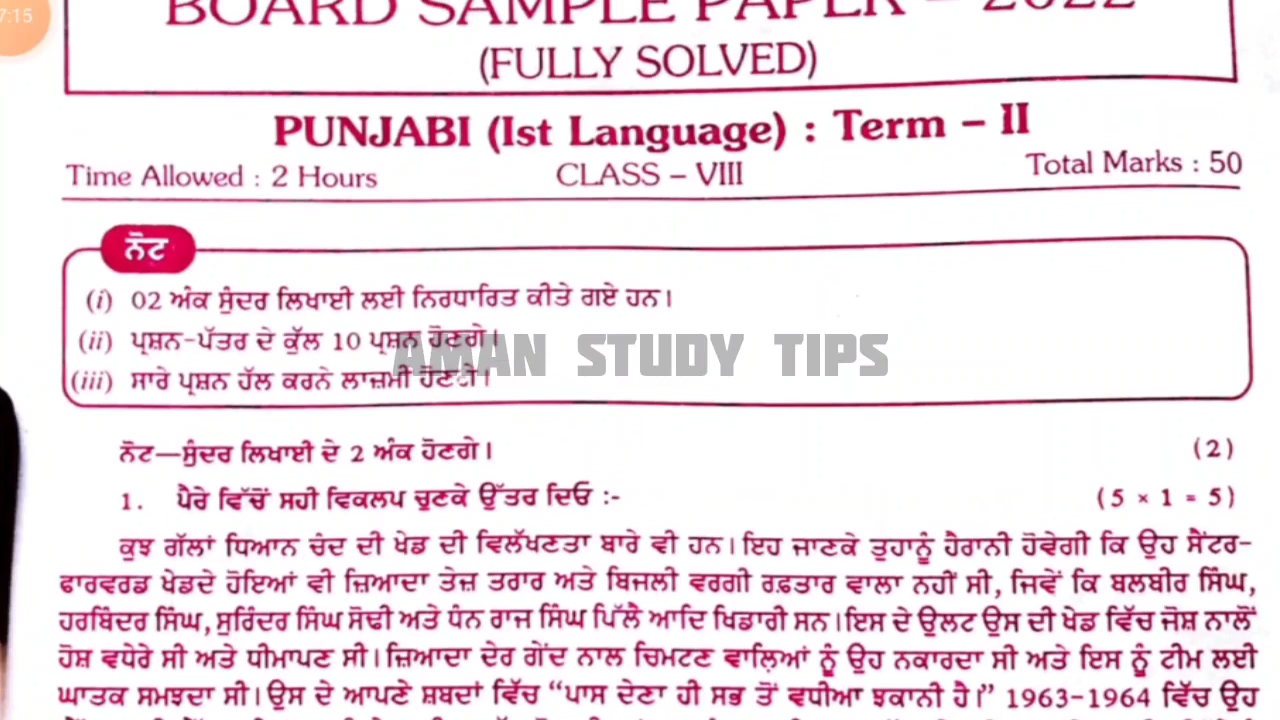 7:15
BOARD SAMPLE PAPER – 2022
(FULLY SOLVED)
PUNJABI (Ist Language) : Term – II
Time Allowed : 2 Hours CLASS – VIII Total Marks : 50
ਨੋਟ
(i) 02 ਅੰਕ ਸੁੰਦਰ ਲਿਖਾਈ ਲਈ ਨਿਰਧਾਰਿਤ ਕੀਤੇ ਗਏ ਹਨ।
(ii) ਪ੍ਰਸ਼ਨ-ਪੱਤਰ ਦੇ ਕੁੱਲ 10 ਪ੍ਰਸ਼ਨ ਹੋਣਗੇ।
AMAN STUDY TIPS
(iii) ਸਾਰੇ ਪ੍ਰਸ਼ਨ ਹੱਲ ਕਰਨੇ ਲਾਜ਼ਮੀ ਹੋਣਗੇ।
ਨੋਟ—ਸੁੰਦਰ ਲਿਖਾਈ ਦੇ 2 ਅੰਕ ਹੋਣਗੇ। (2)
1. ਪੈਰੇ ਵਿੱਚੋਂ ਸਹੀ ਵਿਕਲਪ ਚੁਣਕੇ ਉੱਤਰ ਦਿਓ :- (5 × 1 = 5)
ਕੁਝ ਗੱਲਾਂ ਧਿਆਨ ਚੰਦ ਦੀ ਖੇਡ ਦੀ ਵਿਲੱਖਣਤਾ ਬਾਰੇ ਵੀ ਹਨ। ਇਹ ਜਾਣਕੇ ਤੁਹਾਨੂੰ ਹੈਰਾਨੀ ਹੋਵੇਗੀ ਕਿ ਉਹ ਸੈਂਟਰ-
ਫਾਰਵਰਡ ਖੇਡਦੇ ਹੋਇਆਂ ਵੀ ਜ਼ਿਆਦਾ ਤੇਜ਼ ਤਰਾਰ ਅਤੇ ਬਿਜਲੀ ਵਰਗੀ ਰਫ਼ਤਾਰ ਵਾਲਾ ਨਹੀਂ ਸੀ, ਜਿਵੇਂ ਕਿ ਬਲਬੀਰ ਸਿੰਘ,
ਹਰਬਿੰਦਰ ਸਿੰਘ, ਸੁਰਿੰਦਰ ਸਿੰਘ ਸੋਢੀ ਅਤੇ ਧੰਨ ਰਾਜ ਸਿੰਘ ਪਿੱਲੈ ਆਦਿ ਖਿਡਾਰੀ ਸਨ। ਇਸ ਦੇ ਉਲਟ ਉਸ ਦੀ ਖੇਡ ਵਿੱਚ ਜੋਸ਼ ਨਾਲੋਂ
ਹੋਸ਼ ਵਧੇਰੇ ਸੀ ਅਤੇ ਧੀਮਾਪਣ ਸੀ। ਜ਼ਿਆਦਾ ਦੇਰ ਗੇਂਦ ਨਾਲ ਚਿਮਟਣ ਵਾਲ਼ਿਆਂ ਨੂੰ ਉਹ ਨਕਾਰਦਾ ਸੀ ਅਤੇ ਇਸ ਨੂੰ ਟੀਮ ਲਈ
ਘਾਤਕ ਸਮਝਦਾ ਸੀ। ਉਸ ਦੇ ਆਪਣੇ ਸ਼ਬਦਾਂ ਵਿੱਚ “ਪਾਸ ਦੇਣਾ ਹੀ ਸਭ ਤੋਂ ਵਧੀਆ ਝਕਾਨੀ ਹੈ।” 1963-1964 ਵਿੱਚ ਉਹ